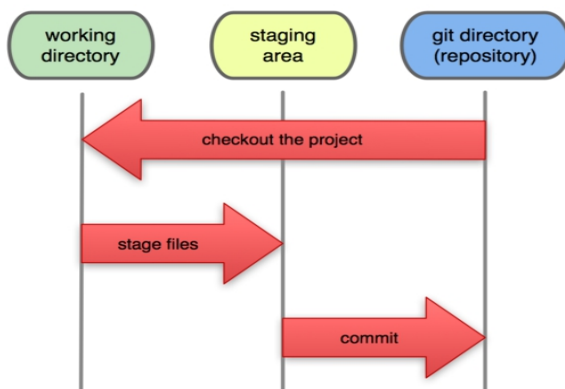 working
directory
staging
area
git directory
(repository)
checkout the project
stage files
commit